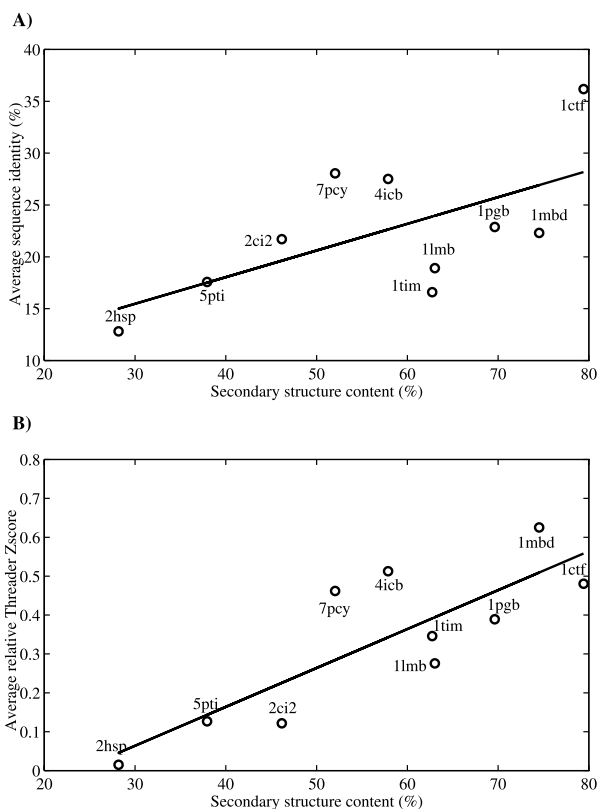 A)
40
35
30
25
20
15
10
Average sequence identity (%)
1ctf
7pcy
4icb
1pgb
1mbd
2ci2
1lmb
1tim
5pti
2hsp
20 30 40 50 60 70 80
Secondary structure content (%)
B)
0.8
0.7
0.6
0.5
0.4
0.3
0.2
0.1
0
Average relative Threader Zscore
1mbd
1ctf
4icb
7pcy
1pgb
1tim
1lmb
5pti
2ci2
2hsp
20 30 40 50 60 70 80
Secondary structure content (%)